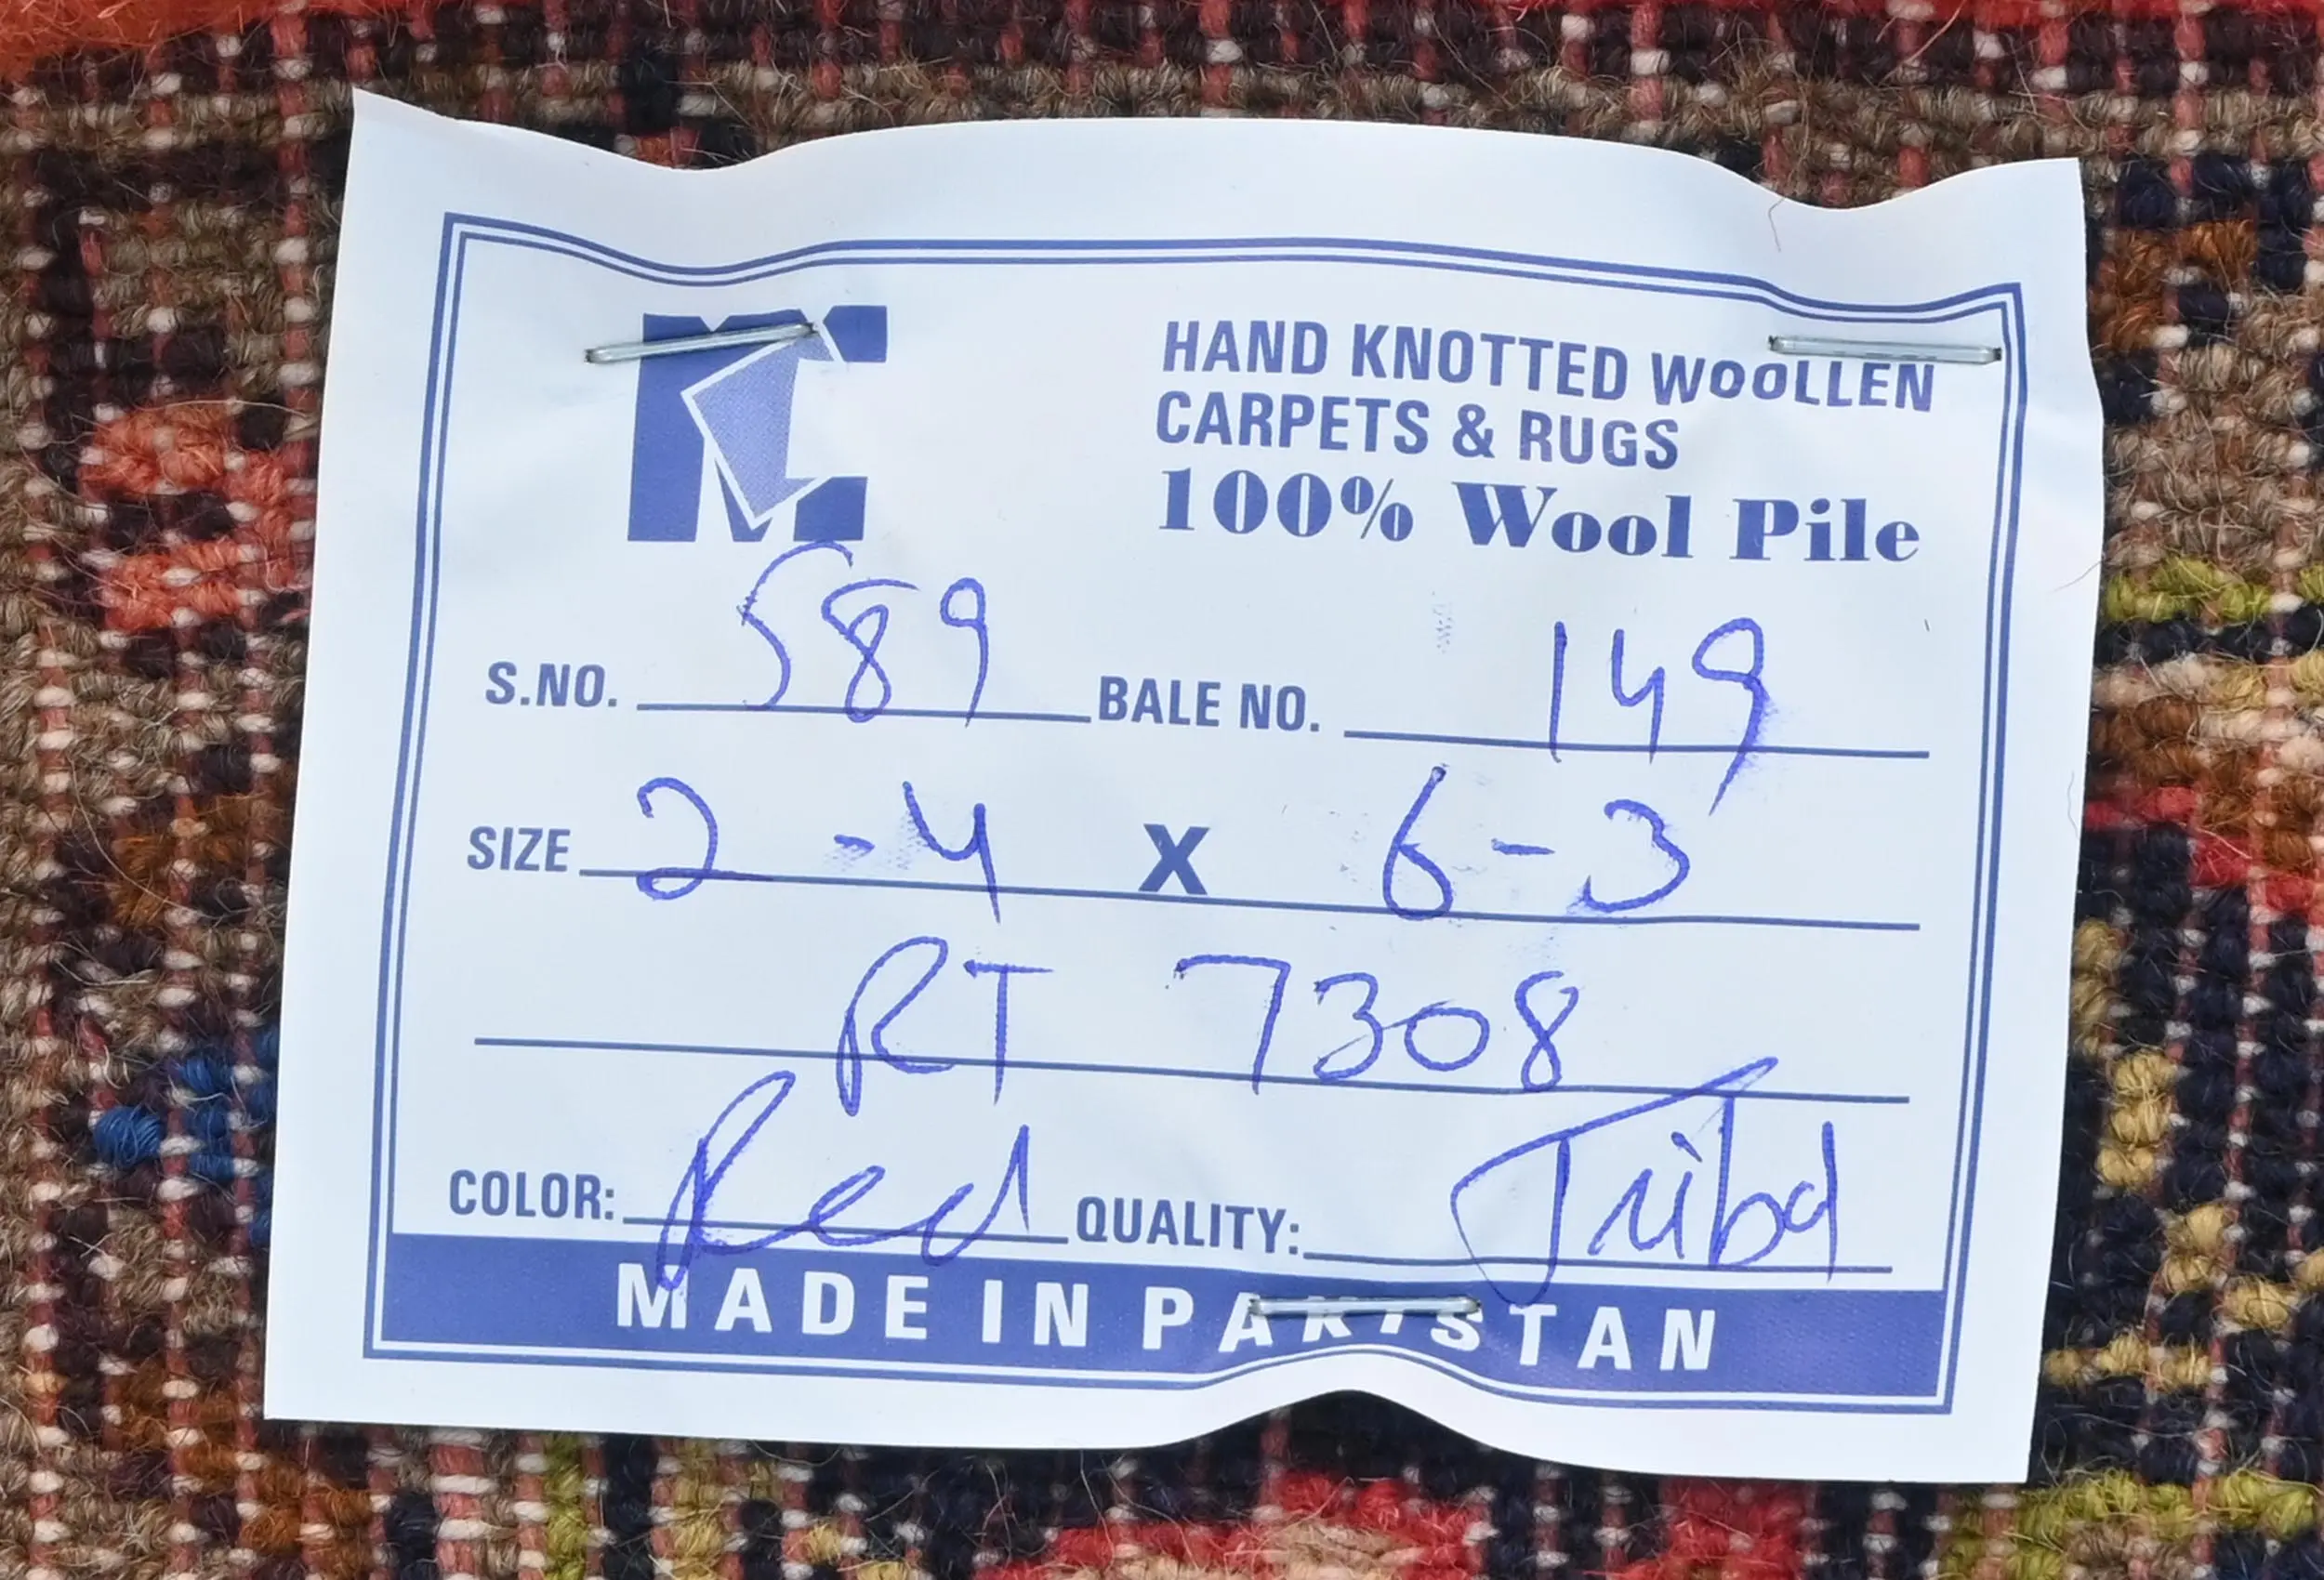 MC
HAND KNOTTED WOOLLEN
CARPETS & RUGS
100% Wool Pile
S.NO. 589 BALE NO. 149
SIZE 2-4 X 6-3
RT 7308
COLOR: Red QUALITY: Tribal
MADE IN PAKISTAN